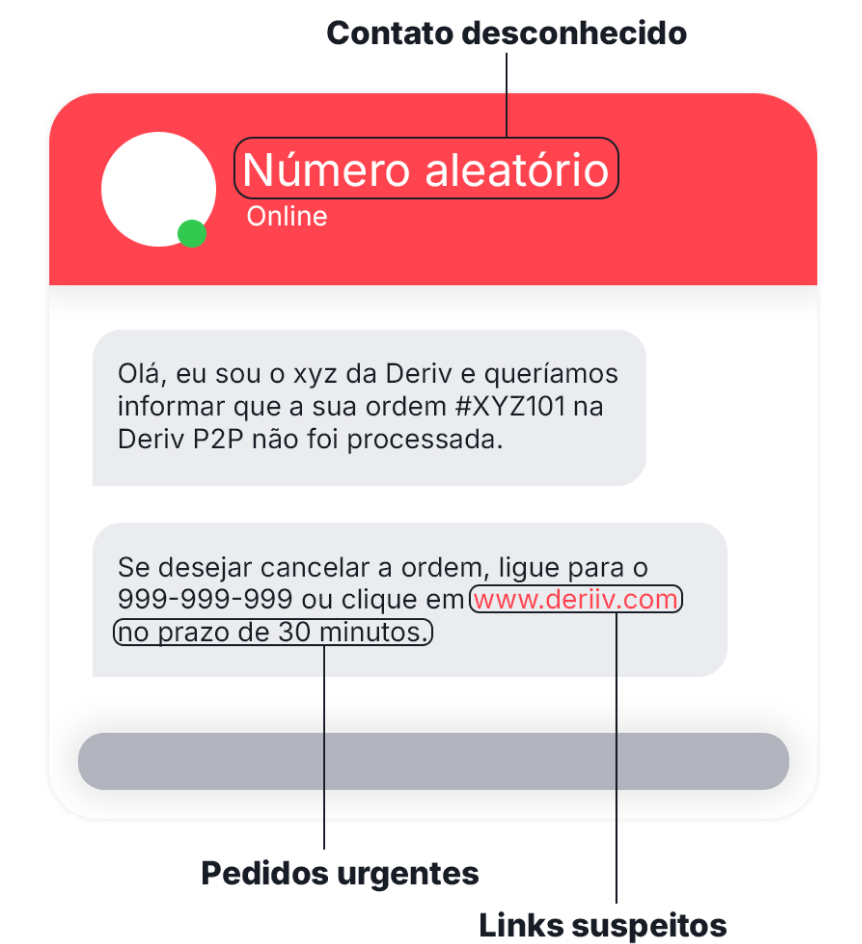 Contato desconhecido
Número aleatório
Online
Olá, eu sou o xyz da Deriv e queríamos
informar que a sua ordem #XYZ101 na
Deriv P2P não foi processada.
Se desejar cancelar a ordem, ligue para o
999-999-999 ou clique em www.deriiv.com
no prazo de 30 minutos.
Pedidos urgentes
Links suspeitos